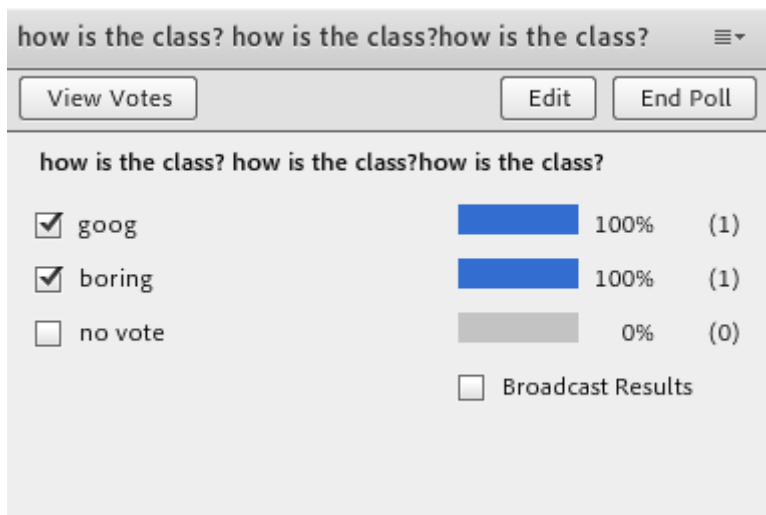 how is the class? how is the class?how is the class?
View Votes Edit End Poll
how is the class? how is the class?how is the class?
goog 100% (1)
boring 100% (1)
no vote 0% (0)
Broadcast Results